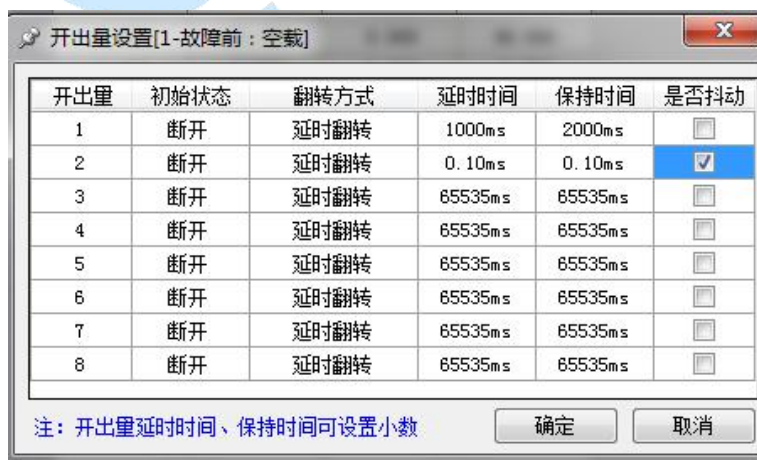 开出量设置[1-故障前：空载]
开出量 初始状态 翻转方式 延时时间 保持时间 是否抖动
1 断开 延时翻转 1000ms 2000ms
2 断开 延时翻转 0.10ms 0.10ms
3 断开 延时翻转 65535ms 65535ms
4 断开 延时翻转 65535ms 65535ms
5 断开 延时翻转 65535ms 65535ms
6 断开 延时翻转 65535ms 65535ms
7 断开 延时翻转 65535ms 65535ms
8 断开 延时翻转 65535ms 65535ms
注：开出量延时时间、保持时间可设置小数 确定 取消